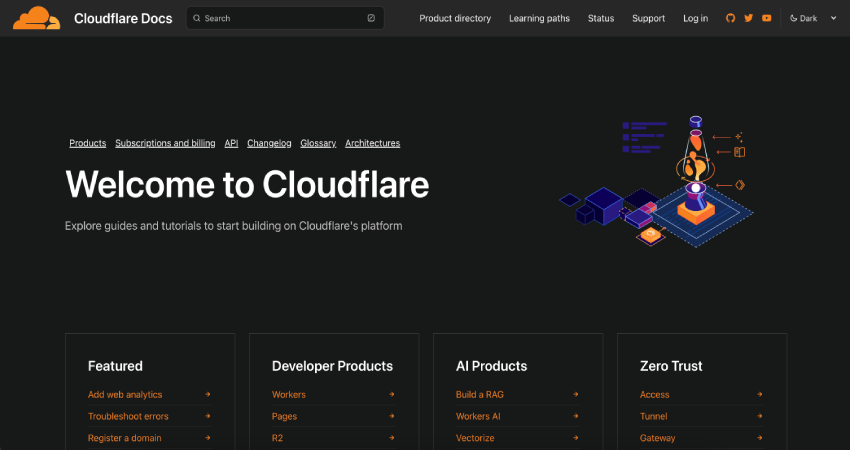 Cloudflare Docs
Search
Product directory Learning paths Status Support Log in Dark
Products Subscriptions and billing API Changelog Glossary Architectures
Welcome to Cloudflare
Explore guides and tutorials to start building on Cloudflare's platform
Featured
Add web analytics
Troubleshoot errors
Register a domain
Developer Products
Workers
Pages
R2
AI Products
Build a RAG
Workers AI
Vectorize
Zero Trust
Access
Tunnel
Gateway